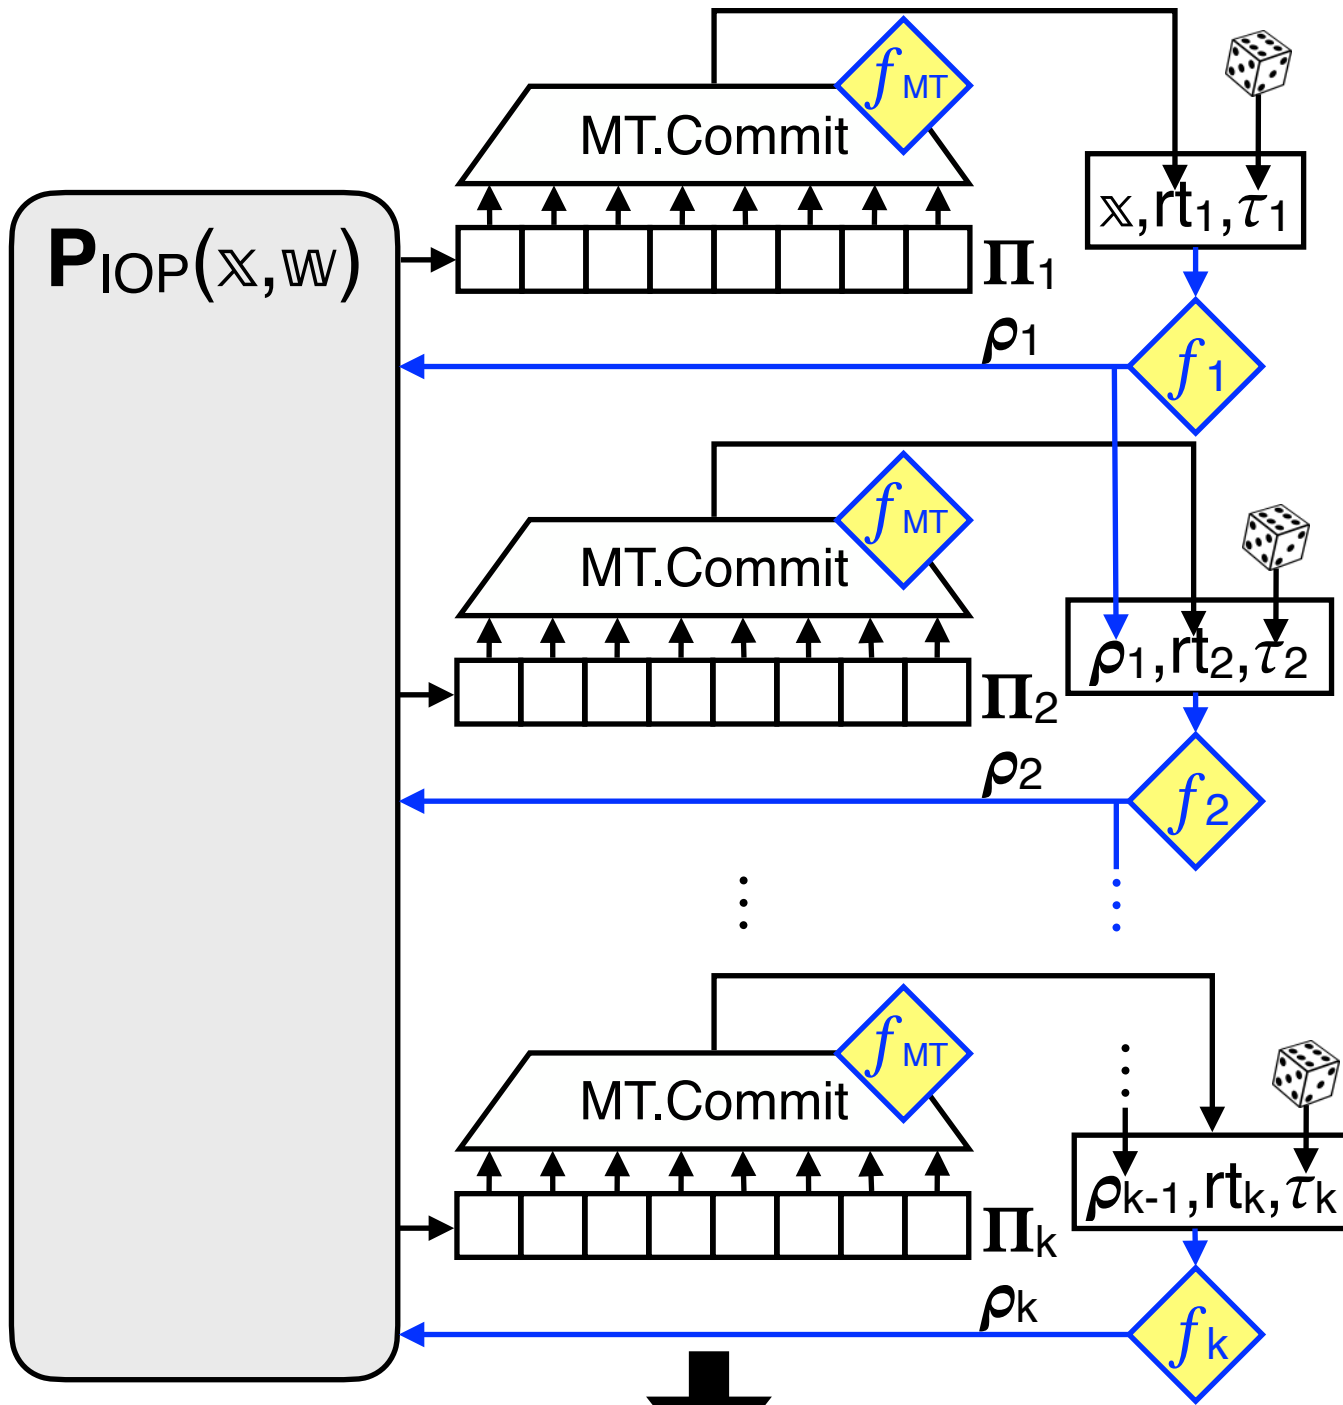 f MT
MT.Commit
𝕩,rt1,τ1
PIOP(𝕩,𝕨)
Π1
ρ1
f1
f MT
MT.Commit
ρ1,rt2,τ2
Π2
ρ2
f2
f MT
MT.Commit
ρk-1,rtk,τk
Πk
ρk
fk